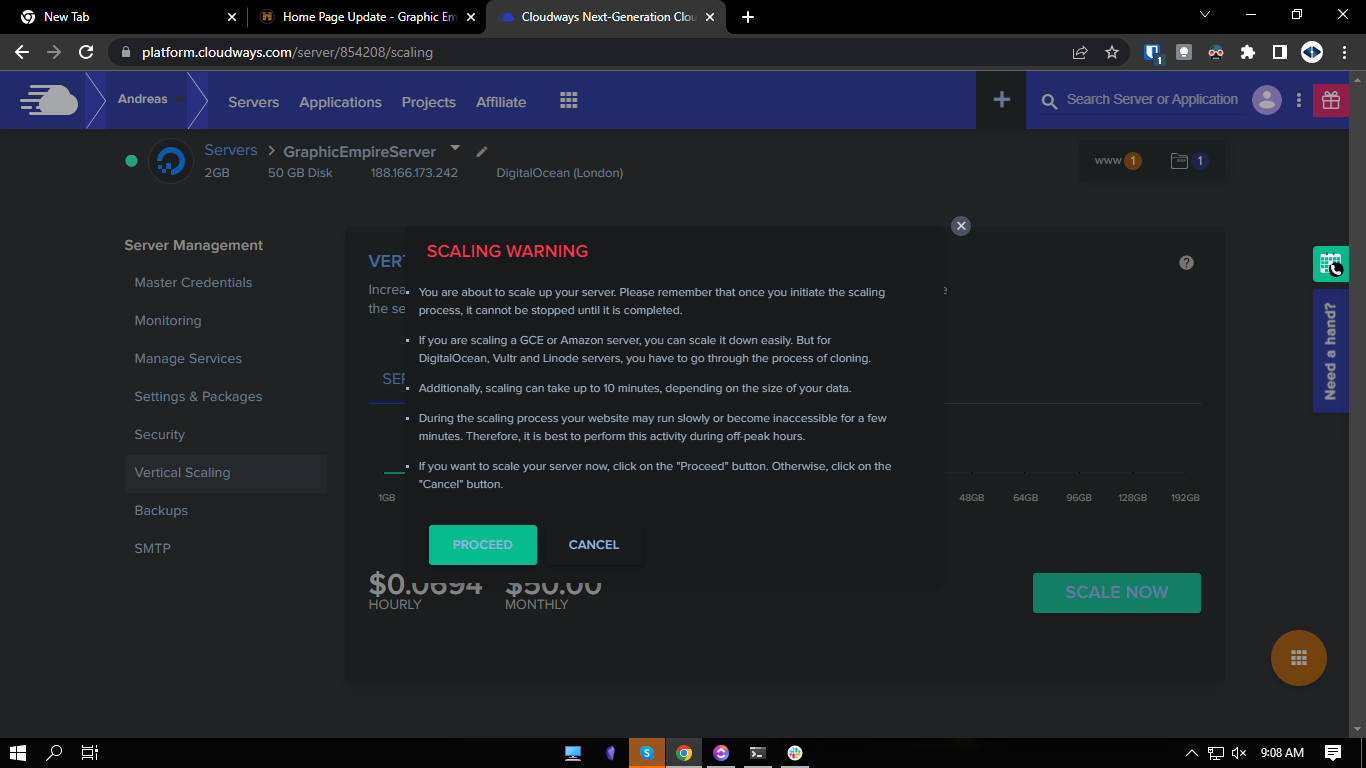 New Tab
Home Page Update - Graphic Em
Cloudways Next-Generation Clou
platform.cloudways.com/server/854208/scaling
1
Andreas
Servers
Applications
Projects
Affiliate
Search Server or Application
Servers > GraphicEmpireServer
2GB
50 GB Disk
188.166.173.242
DigitalOcean (London)
www 1
1
Server Management
Master Credentials
Monitoring
Manage Services
Settings & Packages
Security
Vertical Scaling
Backups
SMTP
VERT
Increa
the se
SER
SCALING WARNING
You are about to scale up your server. Please remember that once you initiate the scaling
process, it cannot be stopped until it is completed.
If you are scaling a GCE or Amazon server, you can scale it down easily. But for
DigitalOcean, Vultr and Linode servers, you have to go through the process of cloning.
Additionally, scaling can take up to 10 minutes, depending on the size of your data.
During the scaling process your website may run slowly or become inaccessible for a few
minutes. Therefore, it is best to perform this activity during off-peak hours.
If you want to scale your server now, click on the "Proceed" button. Otherwise, click on the
"Cancel" button.
PROCEED
CANCEL
1GB
48GB
64GB
96GB
128GB
192GB
$0.0694
HOURLY
$50.00
MONTHLY
SCALE NOW
Need a hand?
9:08 AM